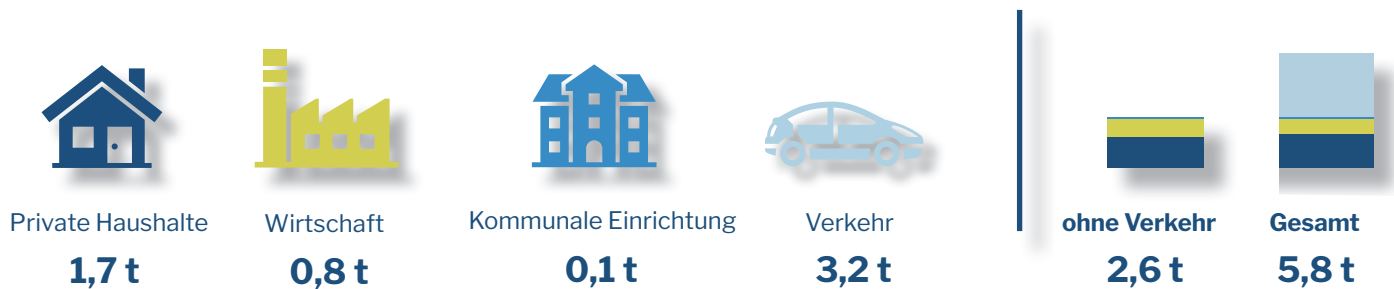 Private Haushalte
1,7 t
Wirtschaft
0,8 t
Kommunale Einrichtung
0,1 t
Verkehr
3,2 t
ohne Verkehr
2,6 t
Gesamt
5,8 t